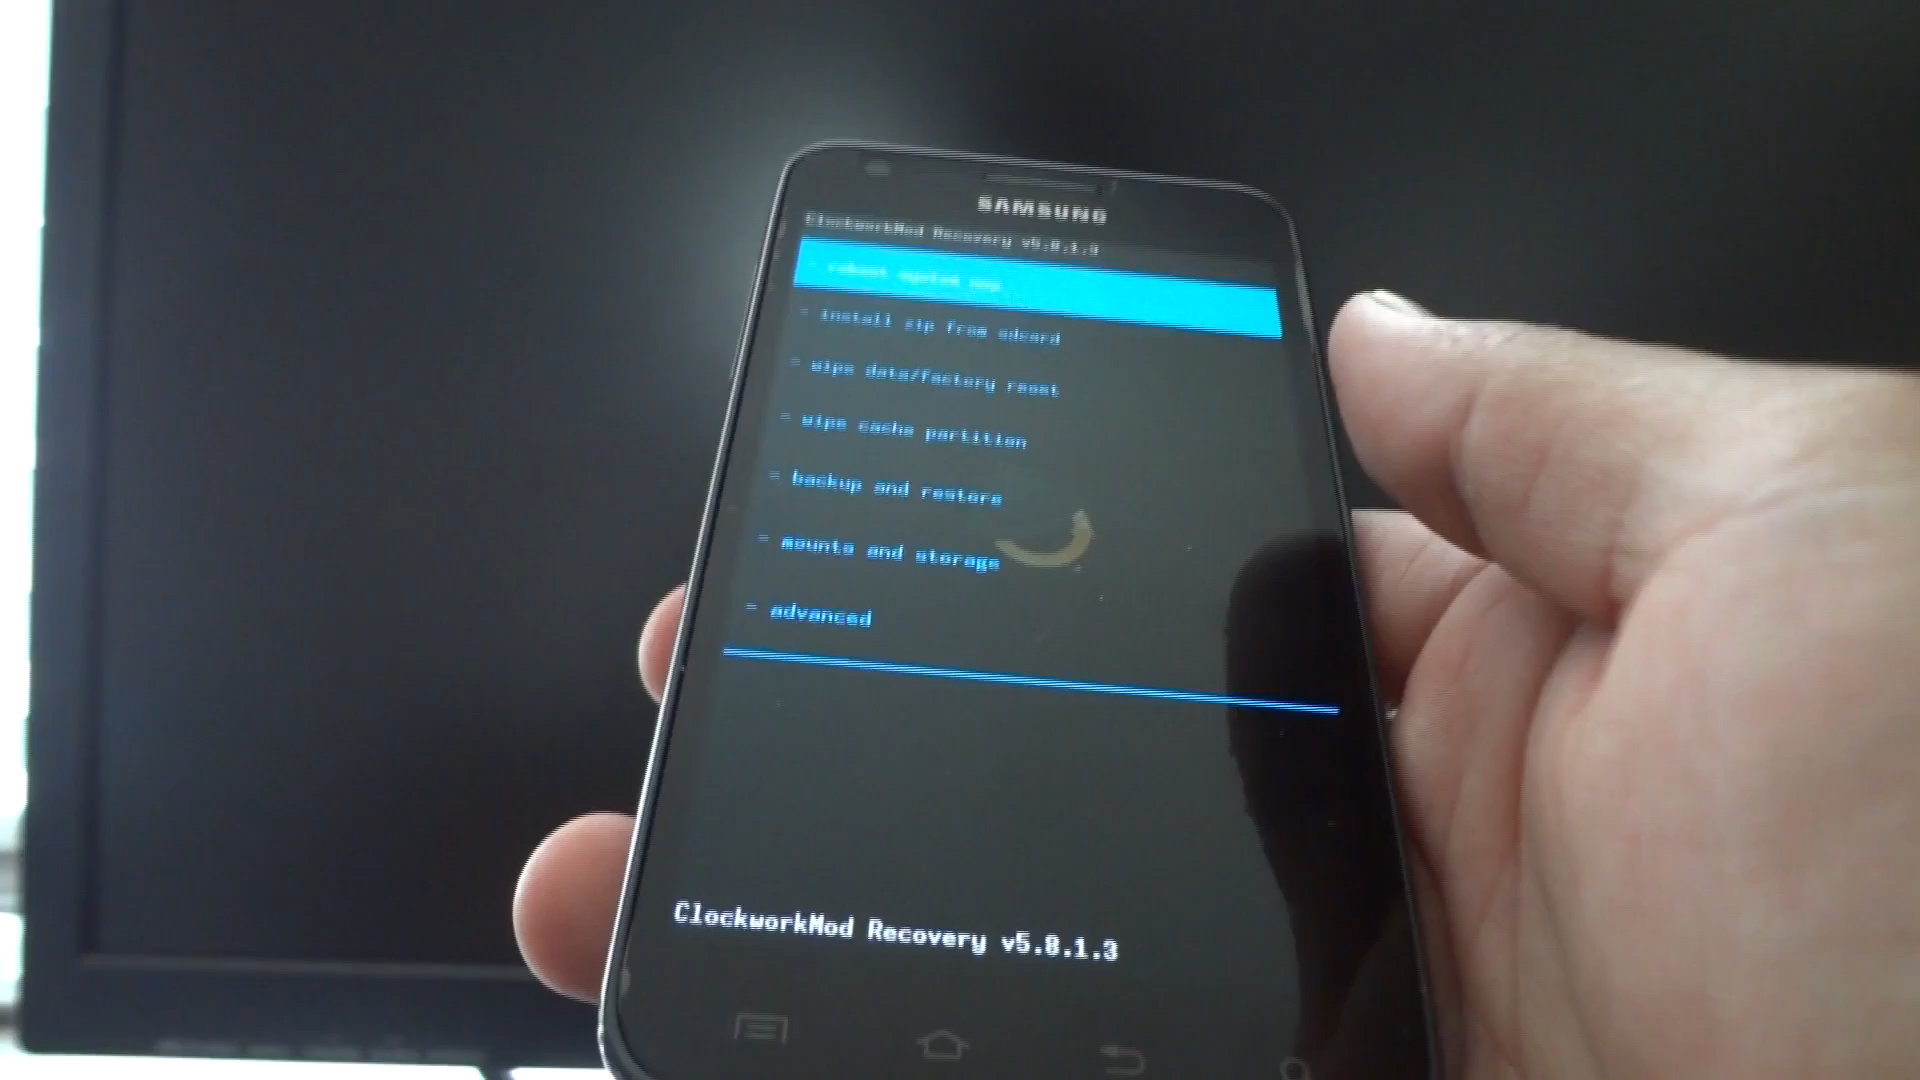 SAMSUNG
ClockworkMod Recovery v5.8.1.3
- reboot system now
- install zip from sdcard
- wipe data/factory reset
- wipe cache partition
- backup and restore
- mounts and storage
- advanced
ClockworkMod Recovery v5.8.1.3